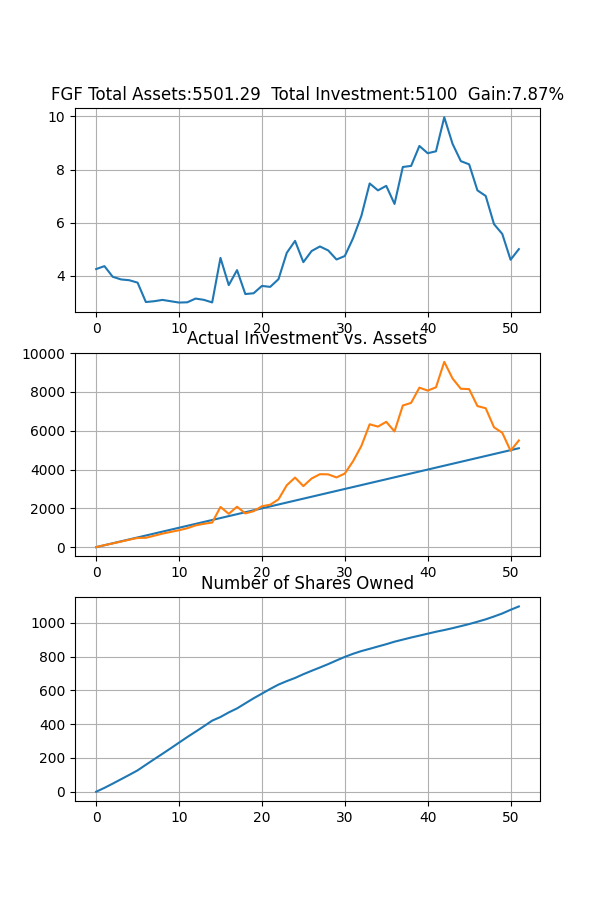 FGF Total Assets:5501.29  Total Investment:5100  Gain:7.87%
10
8
6
4
0 10 20 30 40 50
Actual Investment vs. Assets
10000
8000
6000
4000
2000
0
0 10 20 30 40 50
Number of Shares Owned
1000
800
600
400
200
0
0 10 20 30 40 50